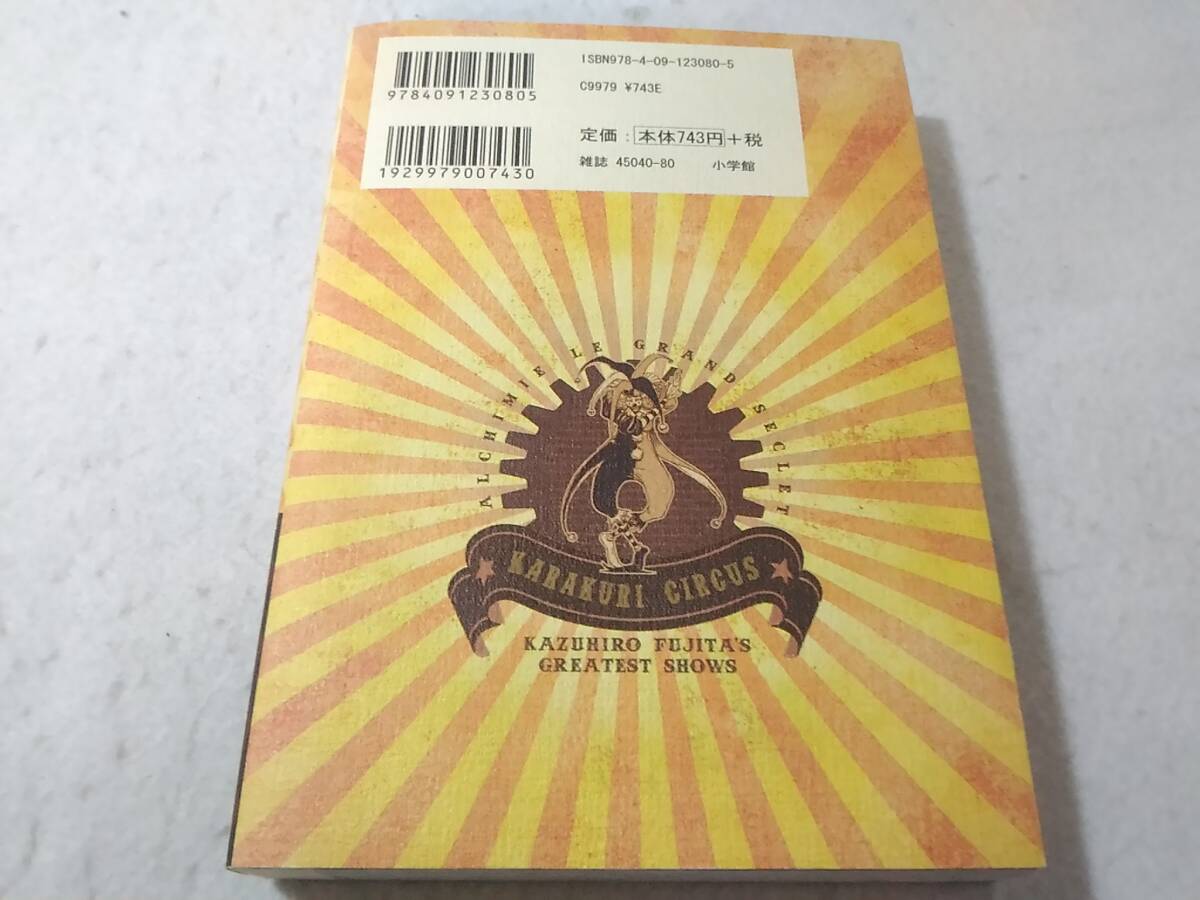 ISBN978-4-09-123080-5
9784091230805
C9979 ¥743E
定価：本体743円+税
1929979007430
雑誌 45040-80 小学館
ALCHIMIE LE GRAND SECLET
KARAKURI CIRCUS
KAZUHIRO FUJITA'S
GREATEST SHOWS